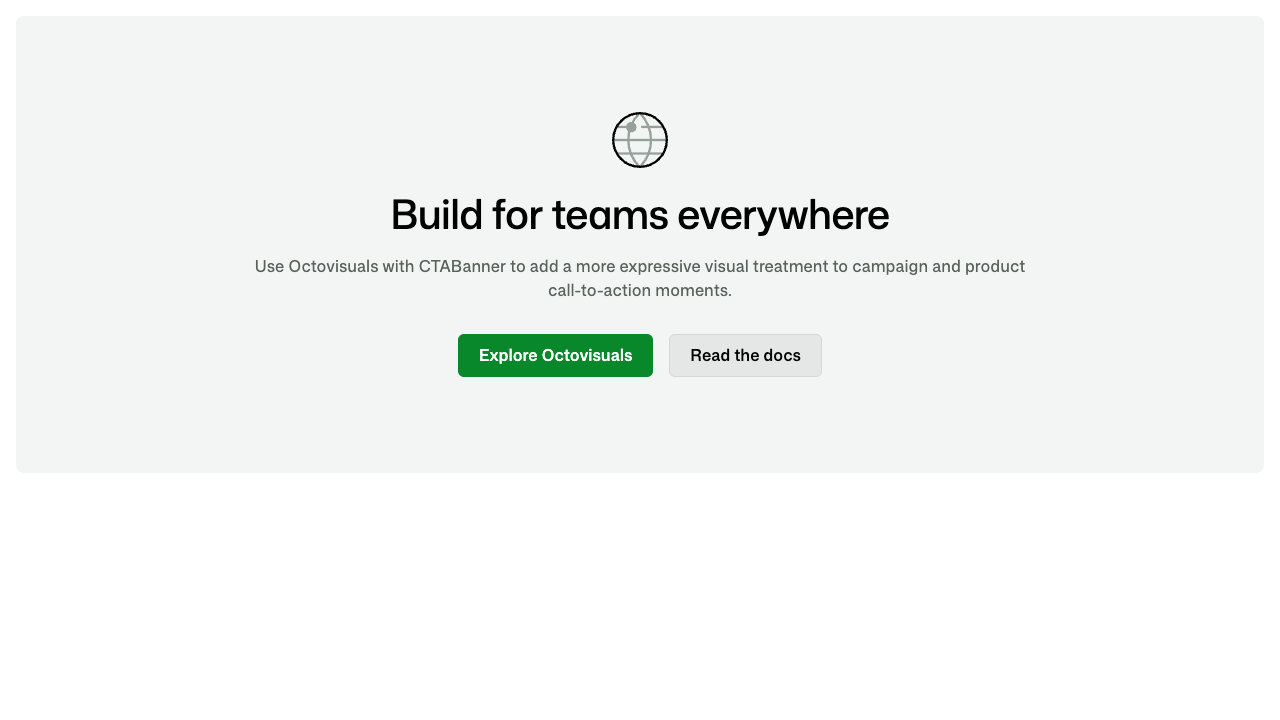 Build for teams everywhere
Use Octovisuals with CTABanner to add a more expressive visual treatment to campaign and product
call-to-action moments.
Explore Octovisuals
Read the docs